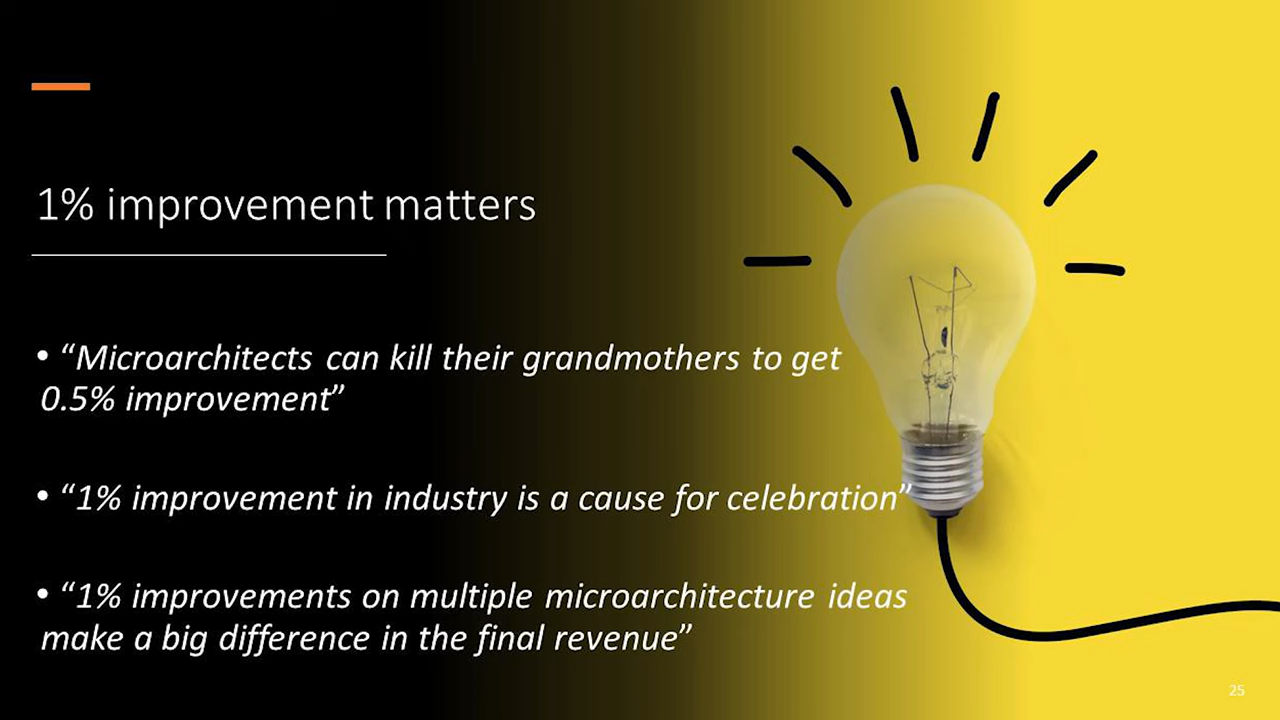 1% improvement matters
• “Microarchitects can kill their grandmothers to get
0.5% improvement”
• “1% improvement in industry is a cause for celebration”
• “1% improvements on multiple microarchitecture ideas
make a big difference in the final revenue”
25